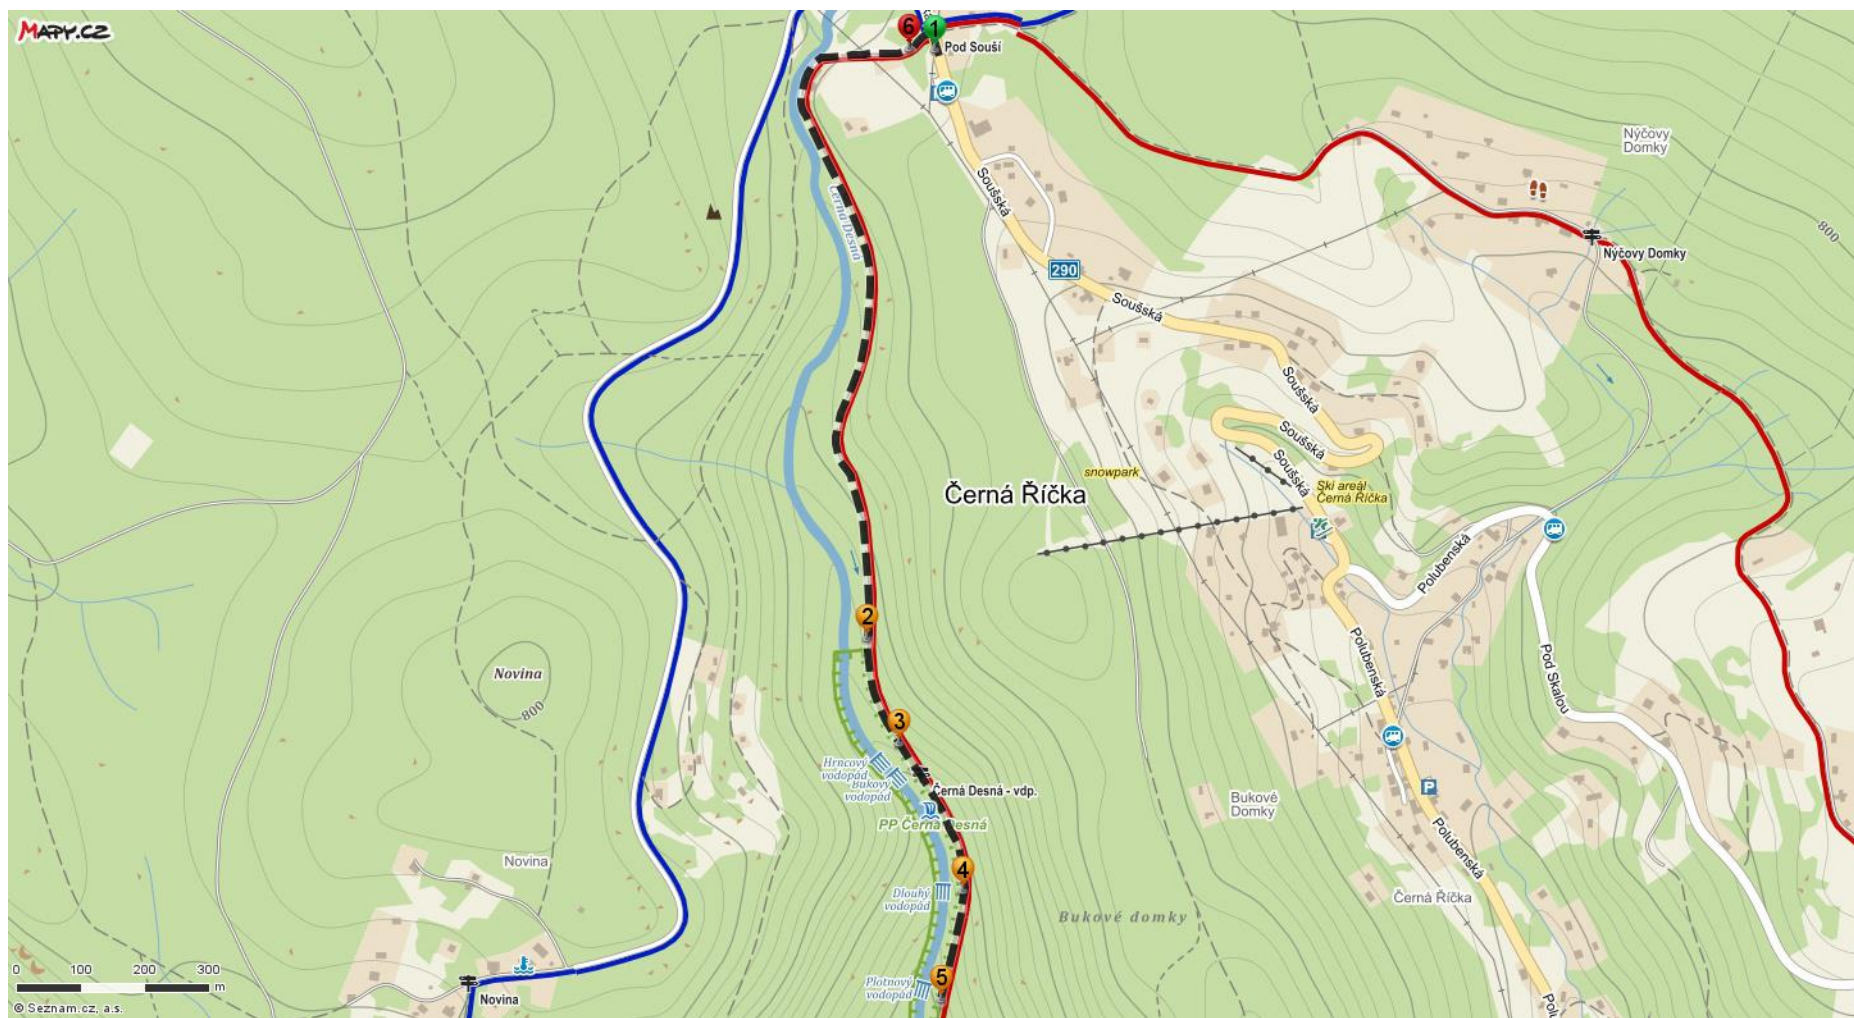 MAPY.CZ
6
1
Pod Souší
Nýčovy
Domky
Černá Desná
Soušská
800
Nýčovy Domky
290
Soušská
Soušská
Soušská
Soušská
snowpark
Ski areál
Černá Říčka
Černá Říčka
Polubenská
2
Polubenská
Pod Skalou
Novina
800
3
Hrncový
vodopád
Bukový
vodopád
Černá Desná - vdp.
PP Černá Desná
Bukové
Domky
P
Polubenská
Novina
4
Dlouhý
vodopád
Bukové domky
Černá Říčka
0 100 200 300
m
5
Plotnový
vodopád
Novina
© Seznam.cz, a.s.